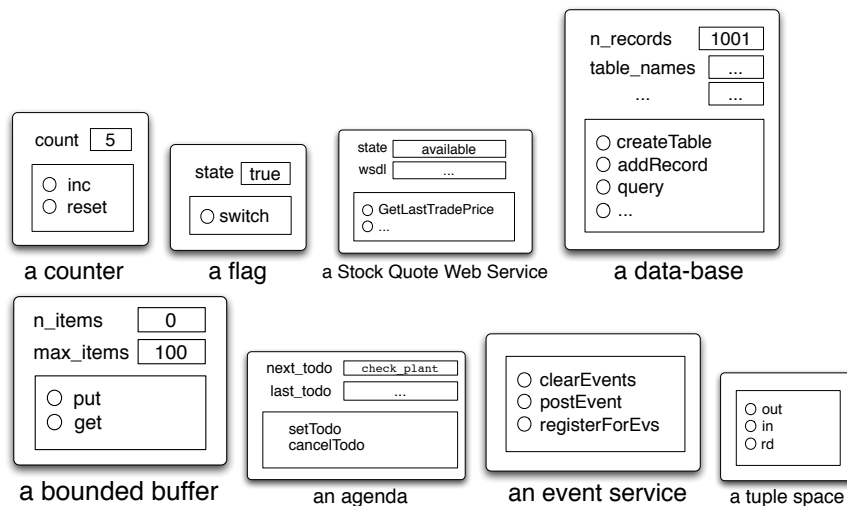 count 5
inc
reset
a counter
state true
switch
a flag
state available
wsdl ...
GetLastTradePrice
...
a Stock Quote Web Service
n_records 1001
table_names ...
... ...
createTable
addRecord
query
...
a data-base
n_items 0
max_items 100
put
get
a bounded buffer
next_todo check_plant
last_todo ...
setTodo
cancelTodo
an agenda
clearEvents
postEvent
registerForEvs
an event service
out
in
rd
a tuple space